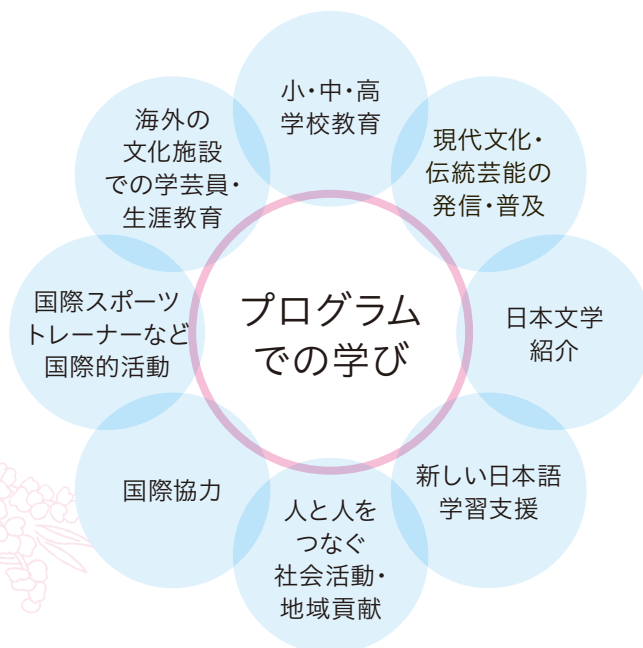 小・中・高
学校教育
現代文化・
伝統芸能の
発信・普及
日本文学
紹介
新しい日本語
学習支援
人と人を
つなぐ
社会活動・
地域貢献
国際協力
国際スポーツ
トレーナーなど
国際的活動
海外の
文化施設
での学芸員・
生涯教育
プログラム
での学び